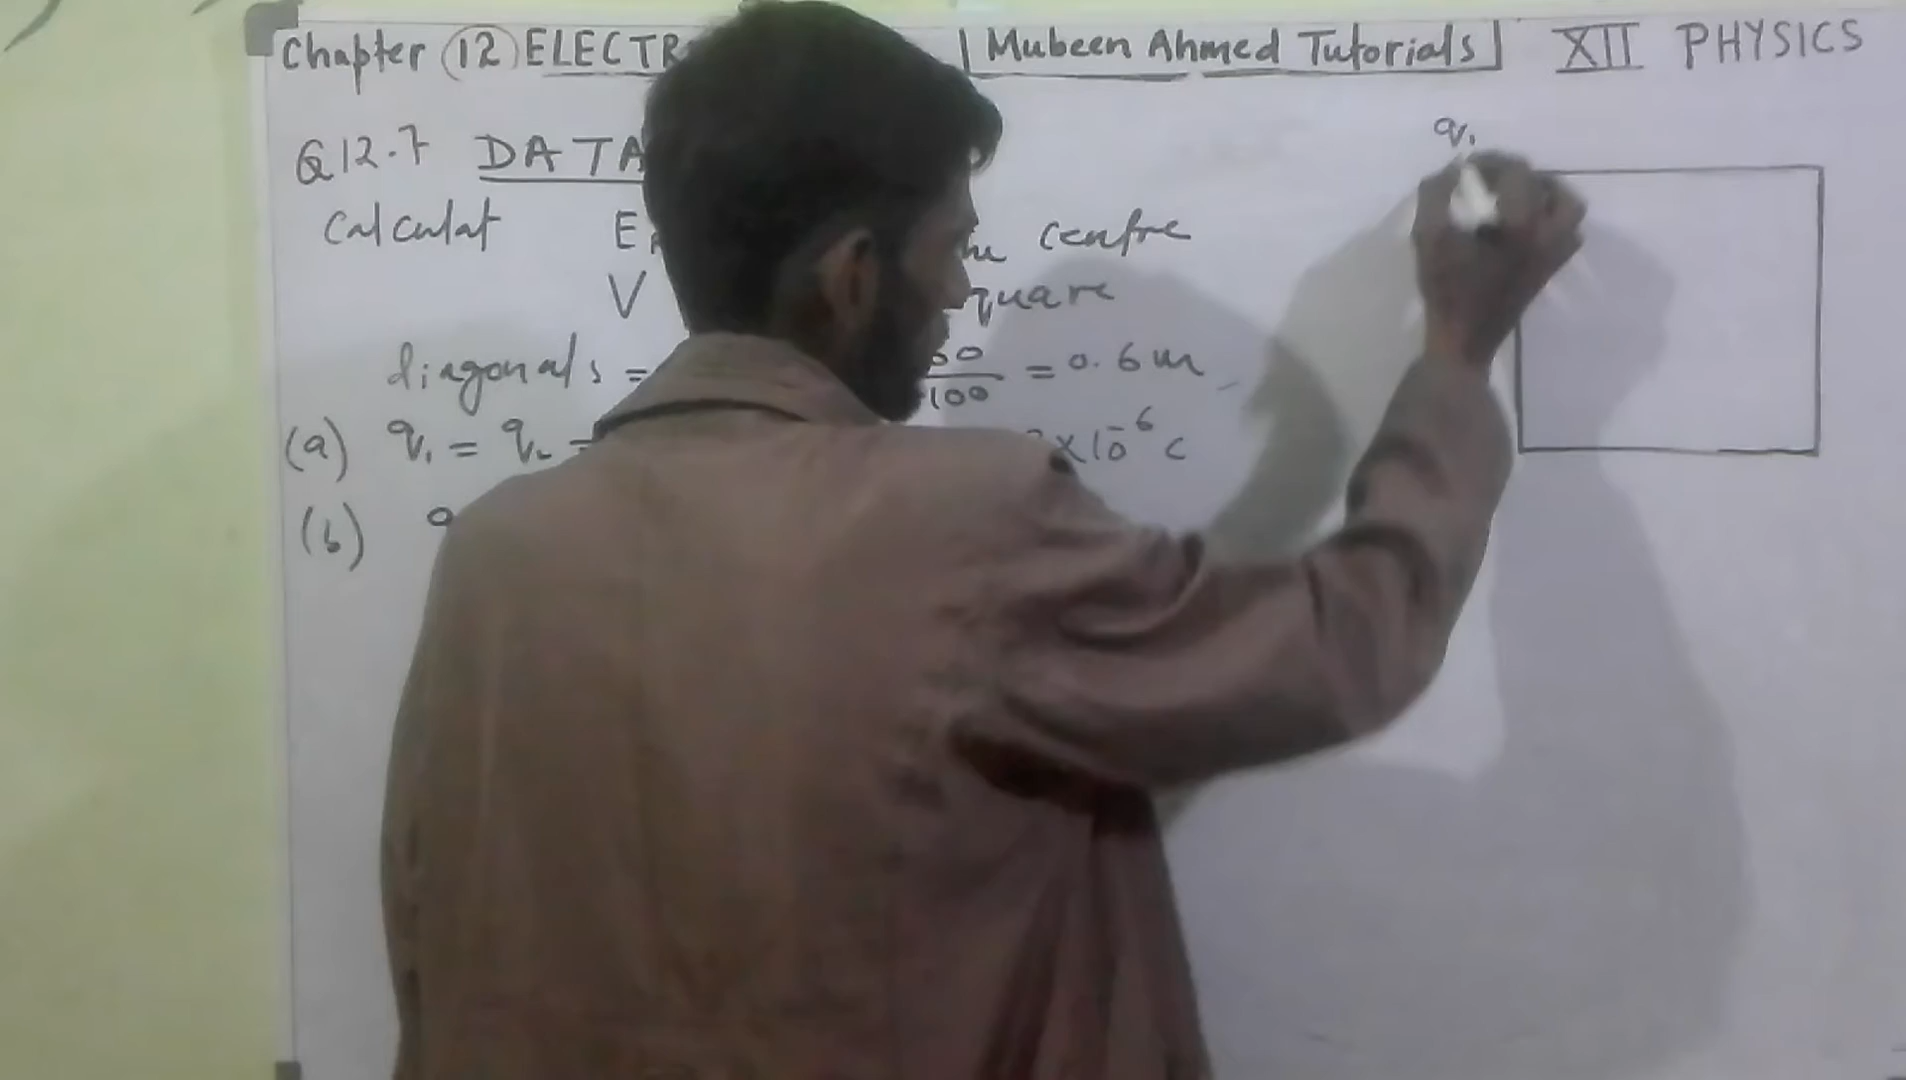 Chapter 12 ELECTR | Mubeen Ahmed Tutorials | XII PHYSICS
Q12.7 DATA
q₁
Calculat E centre
V quare
diagonals = 100 = 0.6 m
(a) q₁ = q₂ = ×10⁻⁶ C
(b)